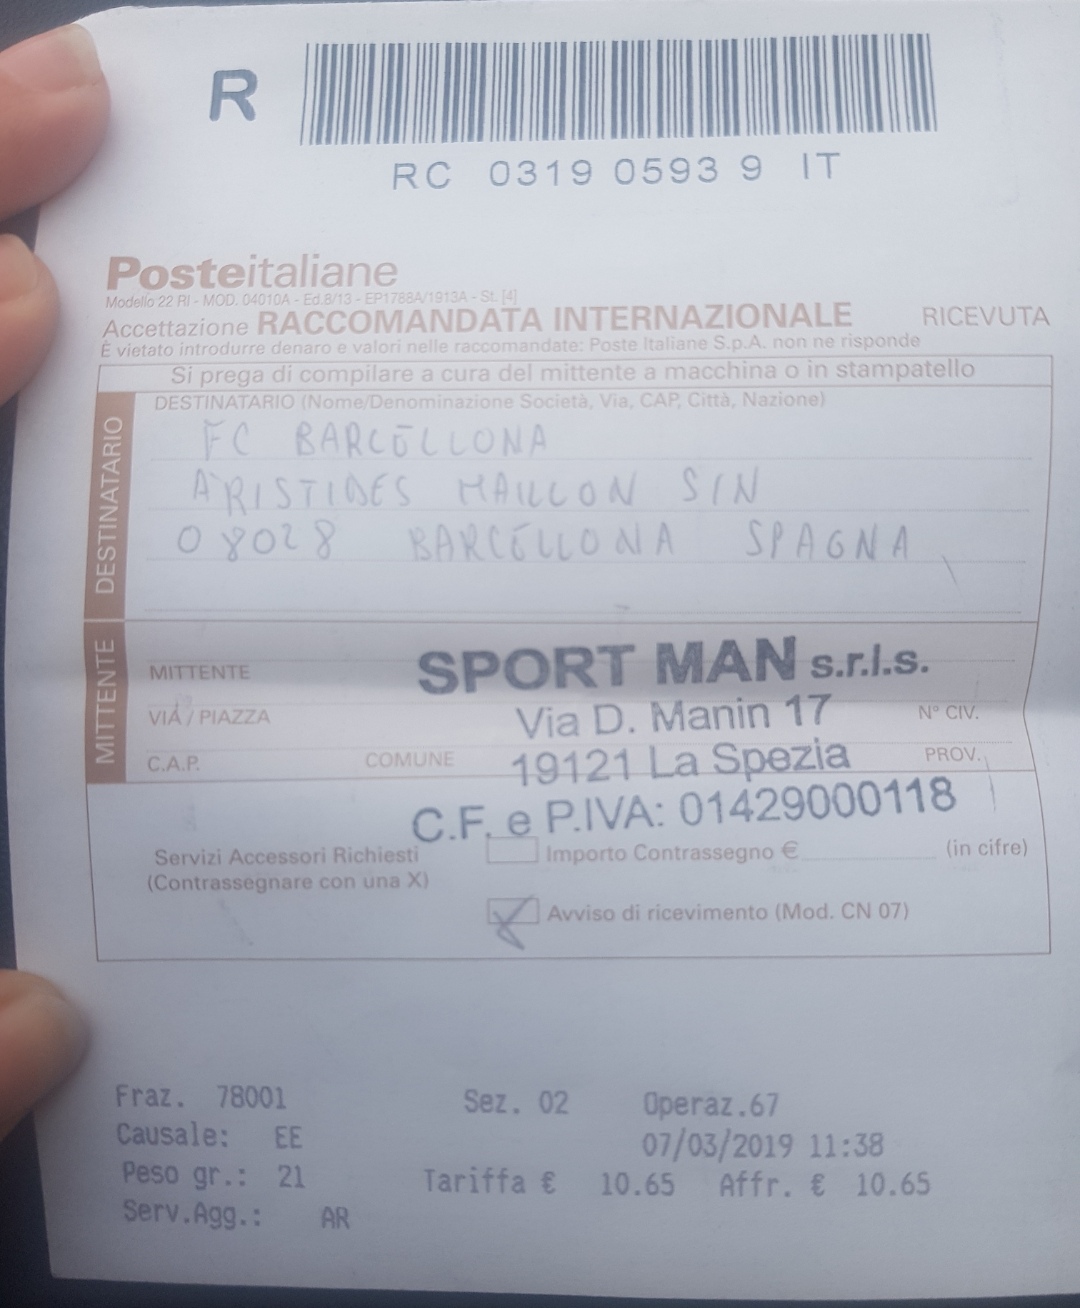 R
RC 0319 0593 9 IT
Posteitaliane
Modello 22 RI - MOD. 04010A - Ed.8/13 - EP1788A/1913A - St. [4]
Accettazione RACCOMANDATA INTERNAZIONALE RICEVUTA
È vietato introdurre denaro e valori nelle raccomandate: Poste Italiane S.p.A. non ne risponde
Si prega di compilare a cura del mittente a macchina o in stampatello
DESTINATARIO
DESTINATARIO (Nome/Denominazione Società, Via, CAP, Città, Nazione)
FC BARCELLONA
ARISTIDES MAILLON SIN
08028 BARCELLONA SPAGNA
MITTENTE
MITTENTE SPORT MAN s.r.l.s.
VIA / PIAZZA Via D. Manin 17 N° CIV.
C.A.P. COMUNE 19121 La Spezia PROV.
C.F. e P.IVA: 01429000118
Servizi Accessori Richiesti Importo Contrassegno € (in cifre)
(Contrassegnare con una X)
X Avviso di ricevimento (Mod. CN 07)
Fraz. 78001 Sez. 02 Operaz.67
Causale: EE 07/03/2019 11:38
Peso gr.: 21 Tariffa € 10.65 Affr. € 10.65
Serv.Agg.: AR